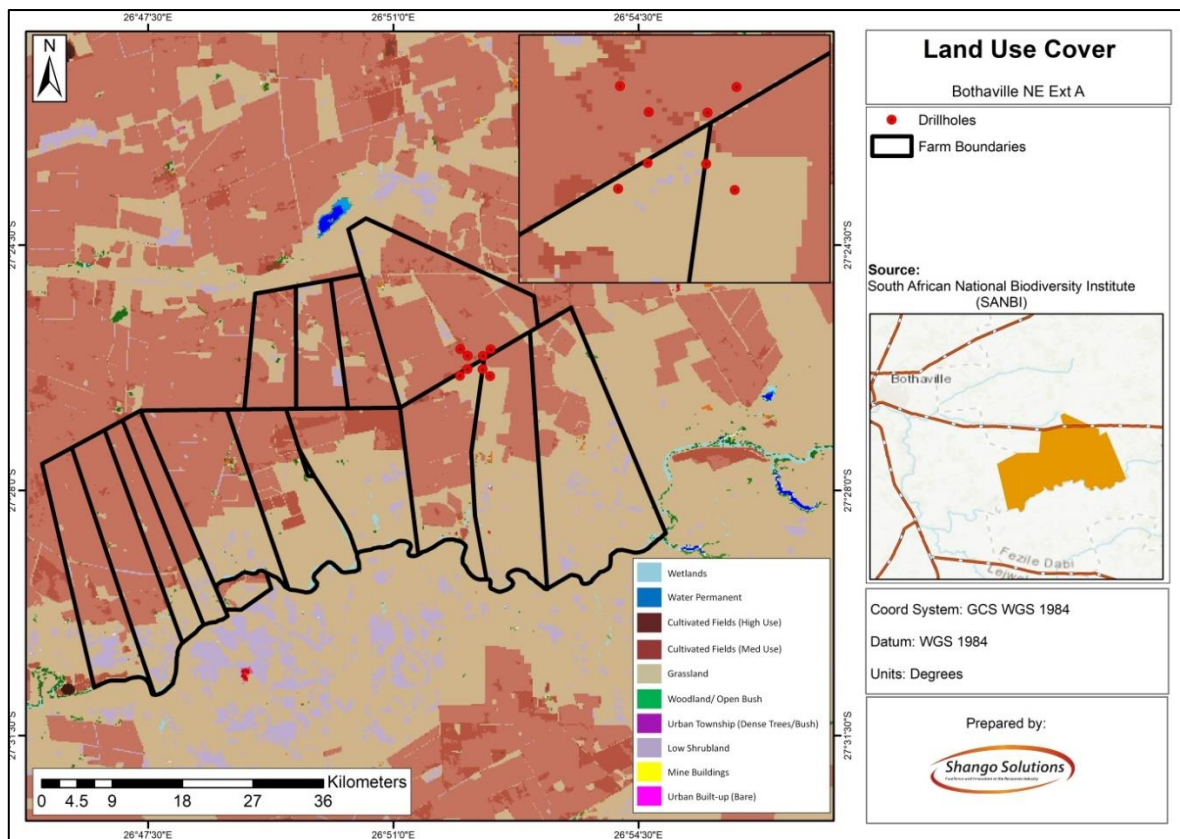 26°47'30"E
26°51'0"E
26°54'30"E
N
27°24'30"S
27°28'0"S
27°31'30"S
27°24'30"S
27°28'0"S
27°31'30"S
Wetlands
Water Permanent
Cultivated Fields (High Use)
Cultivated Fields (Med Use)
Grassland
Woodland/ Open Bush
Urban Township (Dense Trees/Bush)
Low Shrubland
Mine Buildings
Urban Built-up (Bare)
Kilometers
0 4.5 9 18 27 36
26°47'30"E
26°51'0"E
26°54'30"E
Land Use Cover
Bothaville NE Ext A
Drillholes
Farm Boundaries
Source:
South African National Biodiversity Institute
(SANBI)
Bothaville
Fezile Dabi
Coord System: GCS WGS 1984
Datum: WGS 1984
Units: Degrees
Prepared by:
Shango Solutions